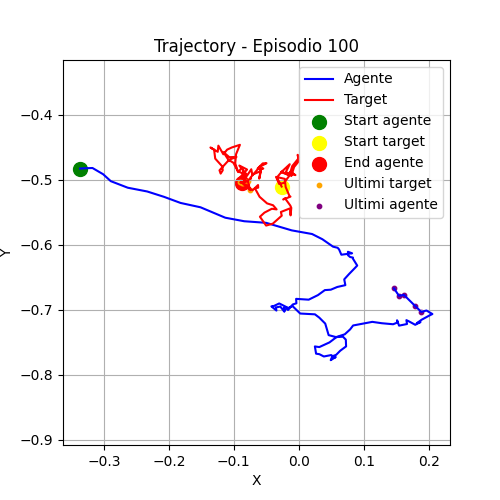 Trajectory - Episodio 100
Agente
Target
Start agente
Start target
End agente
Ultimi target
Ultimi agente
Y
−0.4
−0.5
−0.6
−0.7
−0.8
−0.9
−0.3
−0.2
−0.1
0.0
0.1
0.2
X